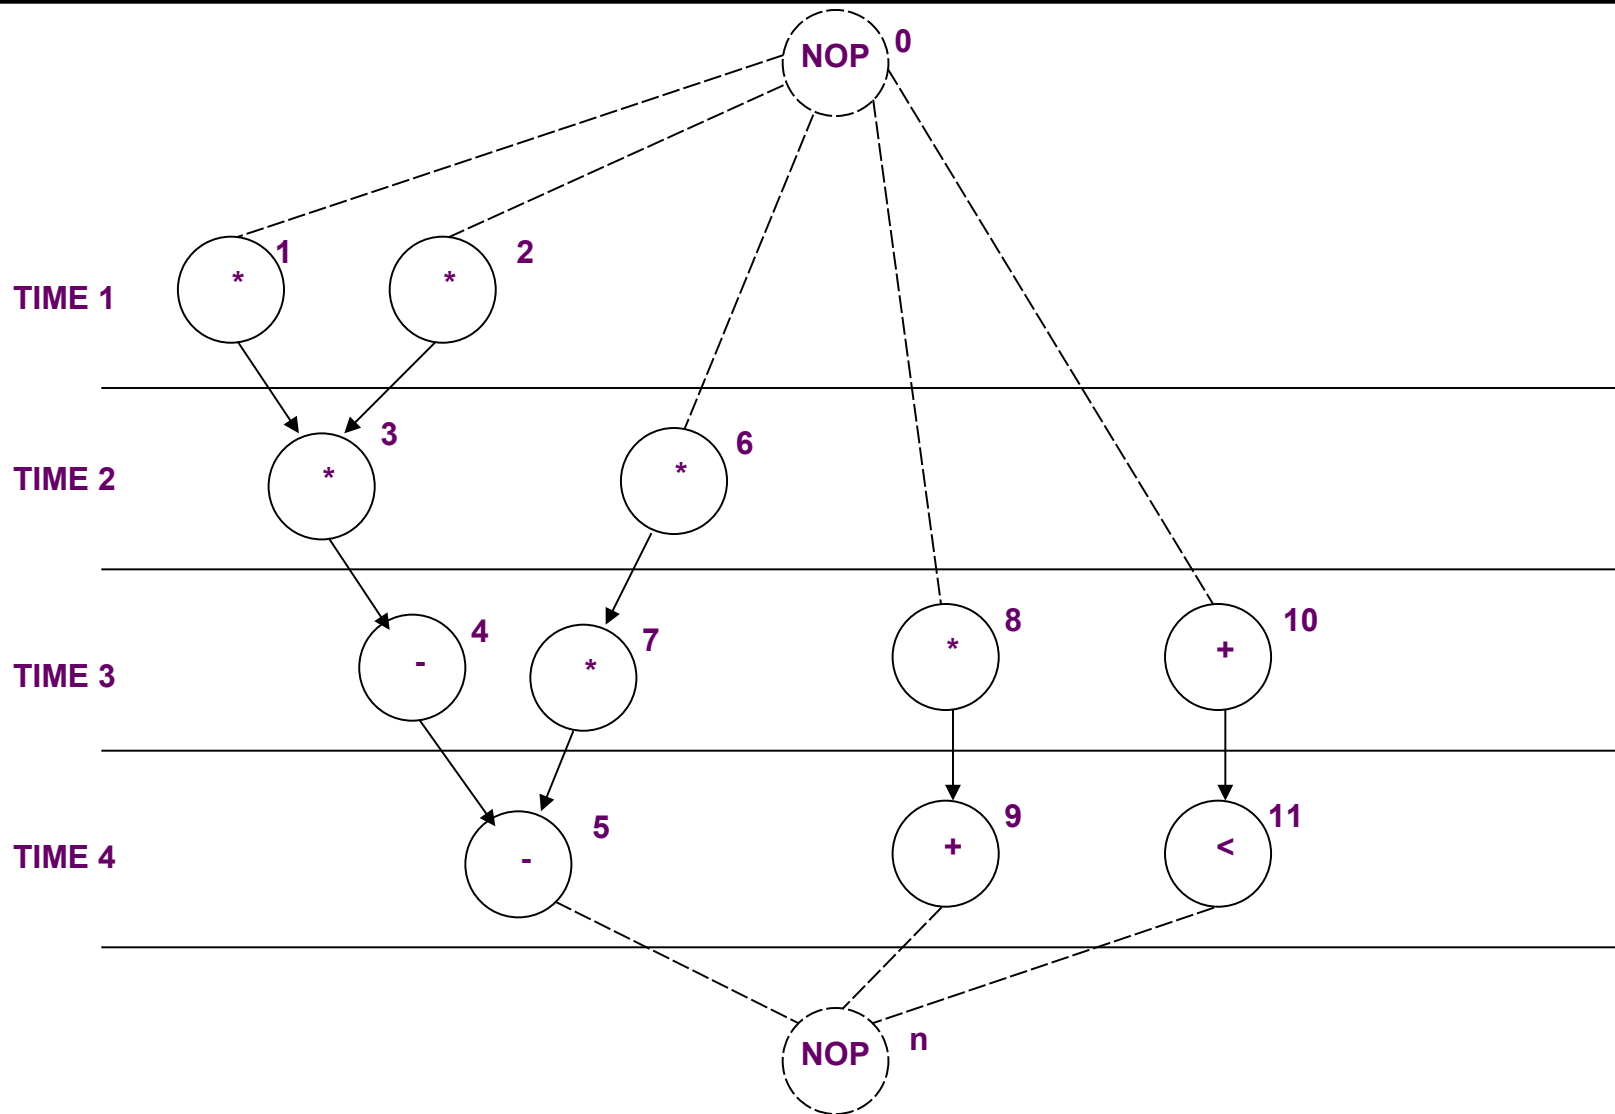 NOP 0
1 2
* *
TIME 1
3 6
* *
TIME 2
4 7 8 10
- * * +
TIME 3
5 9 11
- + <
TIME 4
NOP n